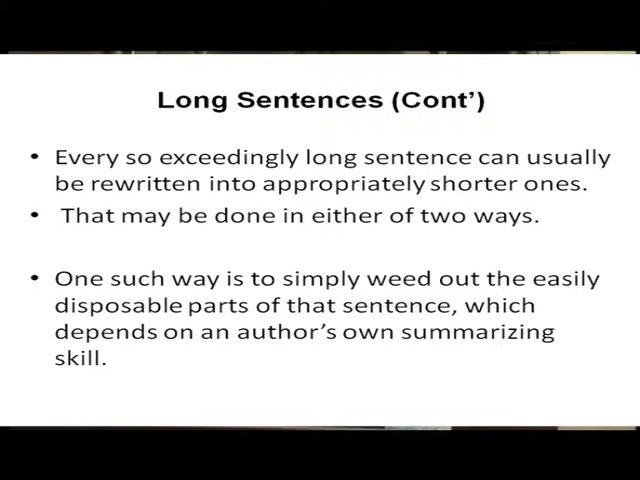 Long Sentences (Cont’)
• Every so exceedingly long sentence can usually
be rewritten into appropriately shorter ones.
• That may be done in either of two ways.
• One such way is to simply weed out the easily
disposable parts of that sentence, which
depends on an author’s own summarizing
skill.